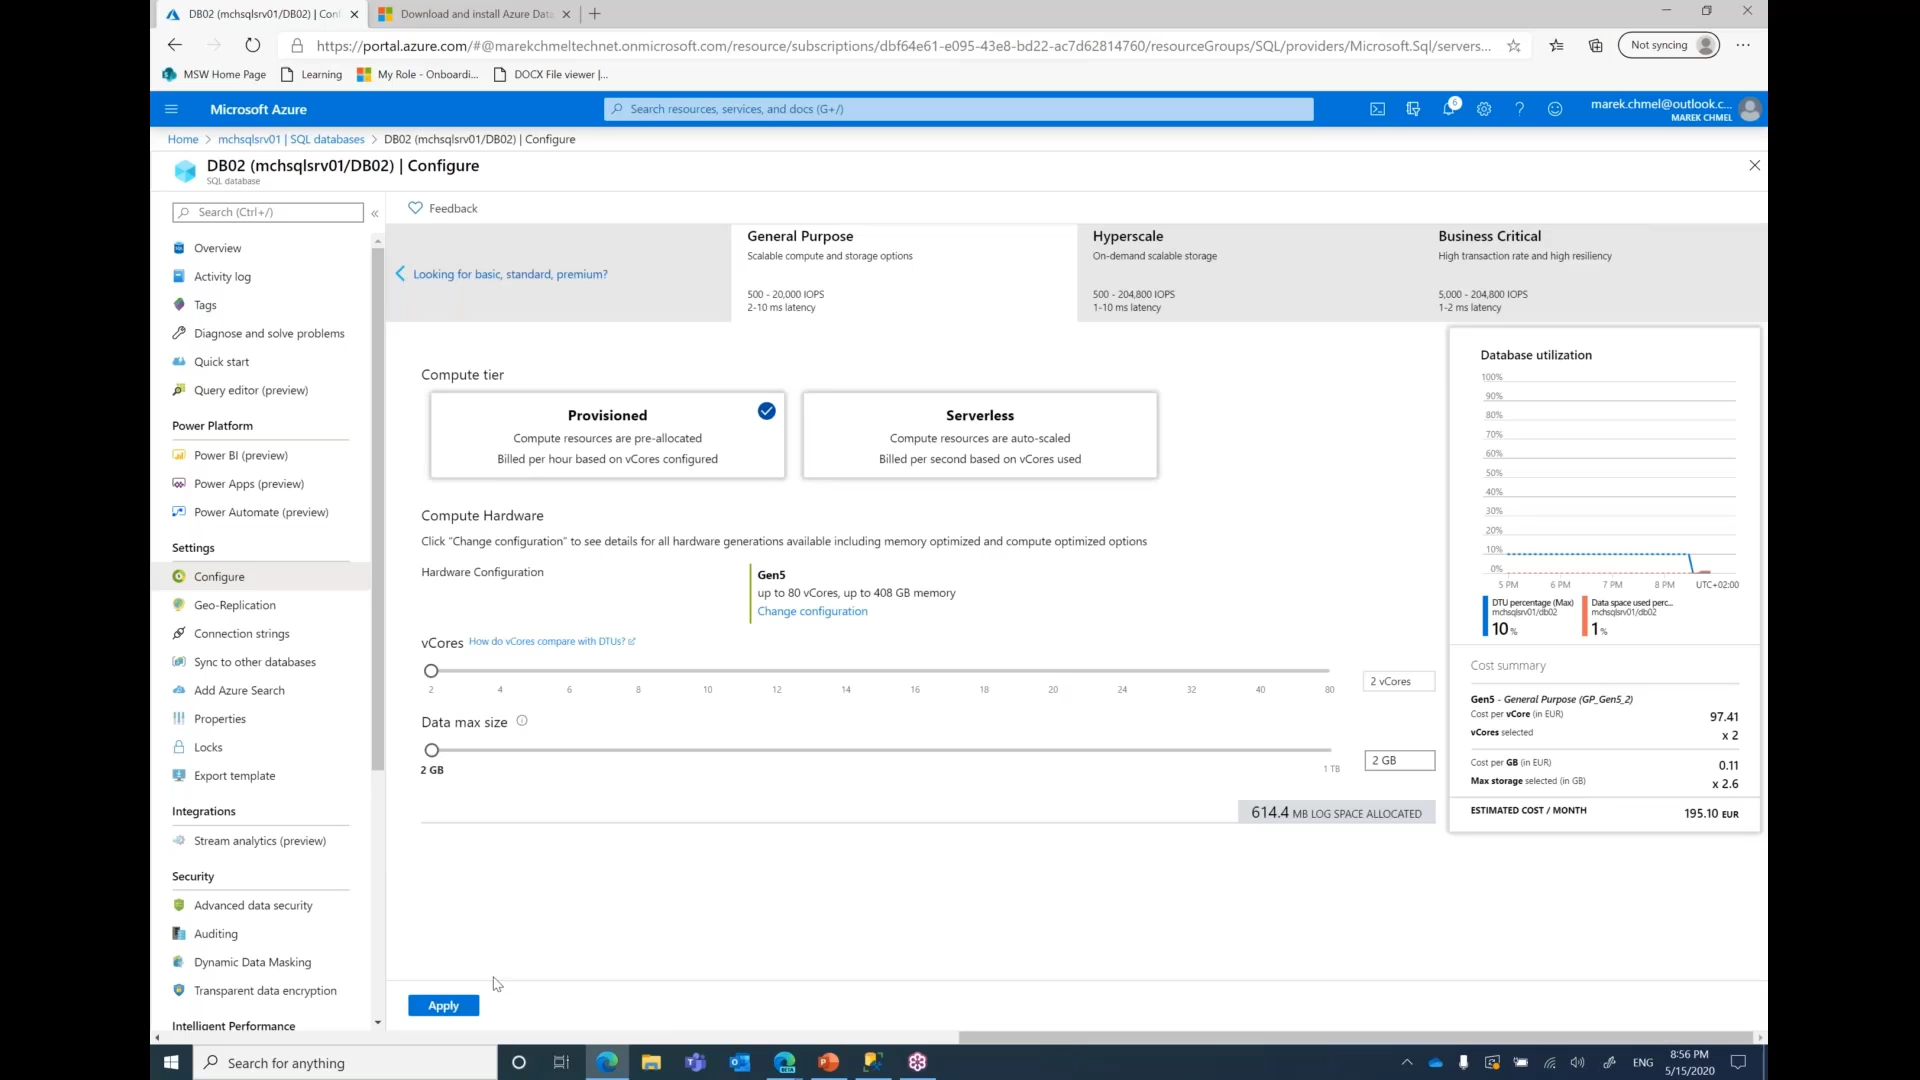 DB02 (mchsqlsrv01/DB02) | Con
Download and install Azure Data
https://portal.azure.com/#@marekchmeltechnet.onmicrosoft.com/resource/subscriptions/dbf64e61-e095-43e8-bd22-ac7d62814760/resourceGroups/SQL/providers/Microsoft.Sql/servers...
Not syncing
MSW Home Page
Learning
My Role - Onboardi...
DOCX File viewer |...
Microsoft Azure
Search resources, services, and docs (G+/)
6
marek.chmel@outlook.c...
MAREK CHMEL
Home > mchsqlsrv01 | SQL databases > DB02 (mchsqlsrv01/DB02) | Configure
DB02 (mchsqlsrv01/DB02) | Configure
SQL database
Search (Ctrl+/)
«
Overview
Activity log
Tags
Diagnose and solve problems
Quick start
Query editor (preview)
Power Platform
Power BI (preview)
Power Apps (preview)
Power Automate (preview)
Settings
Configure
Geo-Replication
Connection strings
Sync to other databases
Add Azure Search
Properties
Locks
Export template
Integrations
Stream analytics (preview)
Security
Advanced data security
Auditing
Dynamic Data Masking
Transparent data encryption
Intelligent Performance
Feedback
Looking for basic, standard, premium?
General Purpose
Scalable compute and storage options
500 - 20,000 IOPS
2-10 ms latency
Hyperscale
On-demand scalable storage
500 - 204,800 IOPS
1-10 ms latency
Business Critical
High transaction rate and high resiliency
5,000 - 204,800 IOPS
1-2 ms latency
Compute tier
Provisioned
Compute resources are pre-allocated
Billed per hour based on vCores configured
Serverless
Compute resources are auto-scaled
Billed per second based on vCores used
Compute Hardware
Click "Change configuration" to see details for all hardware generations available including memory optimized and compute optimized options
Hardware Configuration
Gen5
up to 80 vCores, up to 408 GB memory
Change configuration
vCores How do vCores compare with DTUs?
2 4 6 8 10 12 14 16 18 20 24 32 40 80
2 vCores
Data max size
2 GB
1 TB
2 GB
614.4 MB LOG SPACE ALLOCATED
Database utilization
100%
90%
80%
70%
60%
50%
40%
30%
20%
10%
0%
5 PM 6 PM 7 PM 8 PM UTC+02:00
DTU percentage (Max)
mchsqlsrv01/db02
10 %
Data space used perc...
mchsqlsrv01/db02
1 %
Cost summary
Gen5 - General Purpose (GP_Gen5_2)
Cost per vCore (in EUR) 97.41
vCores selected x 2
Cost per GB (in EUR) 0.11
Max storage selected (in GB) x 2.6
ESTIMATED COST / MONTH 195.10 EUR
Apply
Search for anything
ENG
8:56 PM
5/15/2020